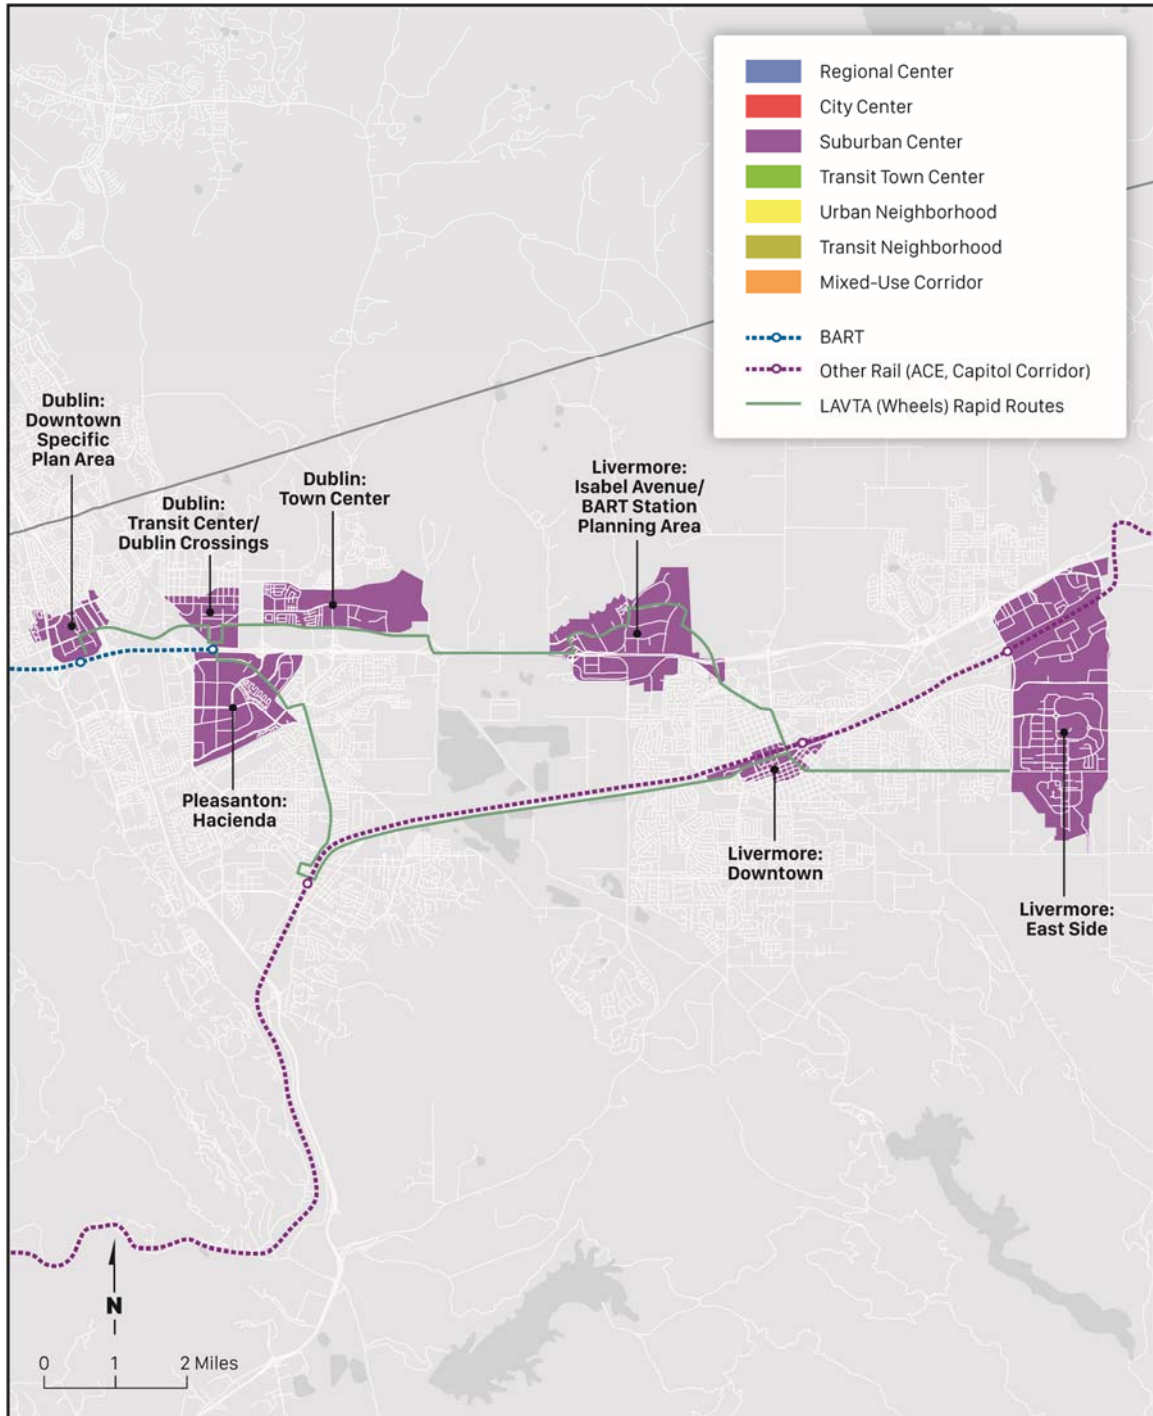 Regional Center
City Center
Suburban Center
Transit Town Center
Urban Neighborhood
Transit Neighborhood
Mixed-Use Corridor
BART
Other Rail (ACE, Capitol Corridor)
LAVTA (Wheels) Rapid Routes
Dublin:
Downtown
Specific
Plan Area
Dublin:
Transit Center/
Dublin Crossings
Dublin:
Town Center
Livermore:
Isabel Avenue/
BART Station
Planning Area
Pleasanton:
Hacienda
Livermore:
Downtown
Livermore:
East Side
N
0 1 2 Miles